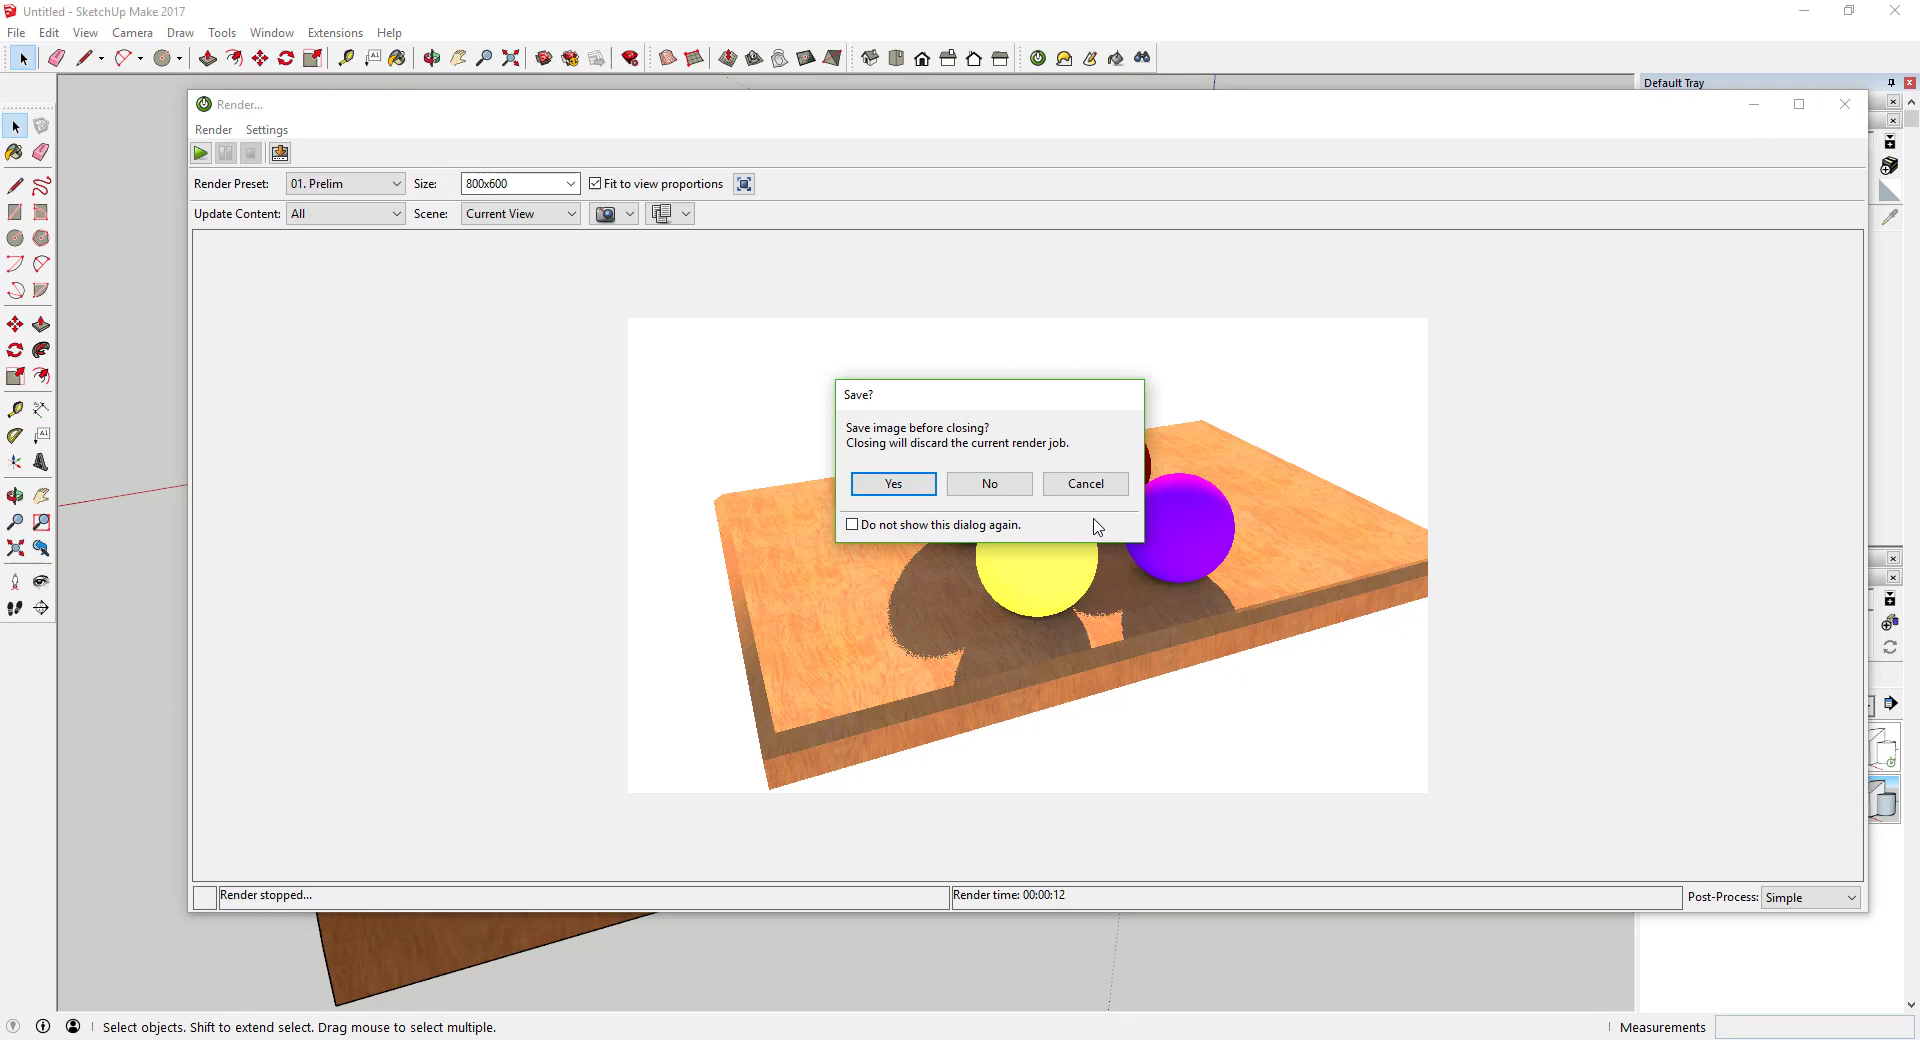 Untitled - SketchUp Make 2017
File Edit View Camera Draw Tools Window Extensions Help
Default Tray
Render...
Render Settings
Render Preset: 01. Prelim Size: 800x600 Fit to view proportions
Update Content: All Scene: Current View
Save?
Save image before closing?
Closing will discard the current render job.
Yes No Cancel
Do not show this dialog again.
Render stopped... Render time: 00:00:12 Post-Process: Simple
Select objects. Shift to extend select. Drag mouse to select multiple. Measurements